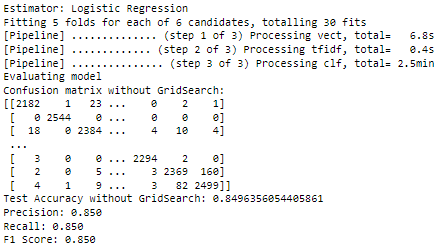 Estimator: Logistic Regression
Fitting 5 folds for each of 6 candidates, totalling 30 fits
[Pipeline] .............. (step 1 of 3) Processing vect, total=   6.8s
[Pipeline] ............. (step 2 of 3) Processing tfidf, total=   0.4s
[Pipeline] ............... (step 3 of 3) Processing clf, total= 2.5min
Evaluating model
Confusion matrix without GridSearch:
[[2182    1   23 ...    0    2    1]
 [   0 2544    0 ...    0    0    0]
 [  18    0 2384 ...    4   10    4]
 ...
 [   3    0    0 ... 2294    2    0]
 [   2    0    5 ...    3 2369  160]
 [   4    1    9 ...    3   82 2499]]
Test Accuracy without GridSearch: 0.8496356054405861
Precision: 0.850
Recall: 0.850
F1 Score: 0.850